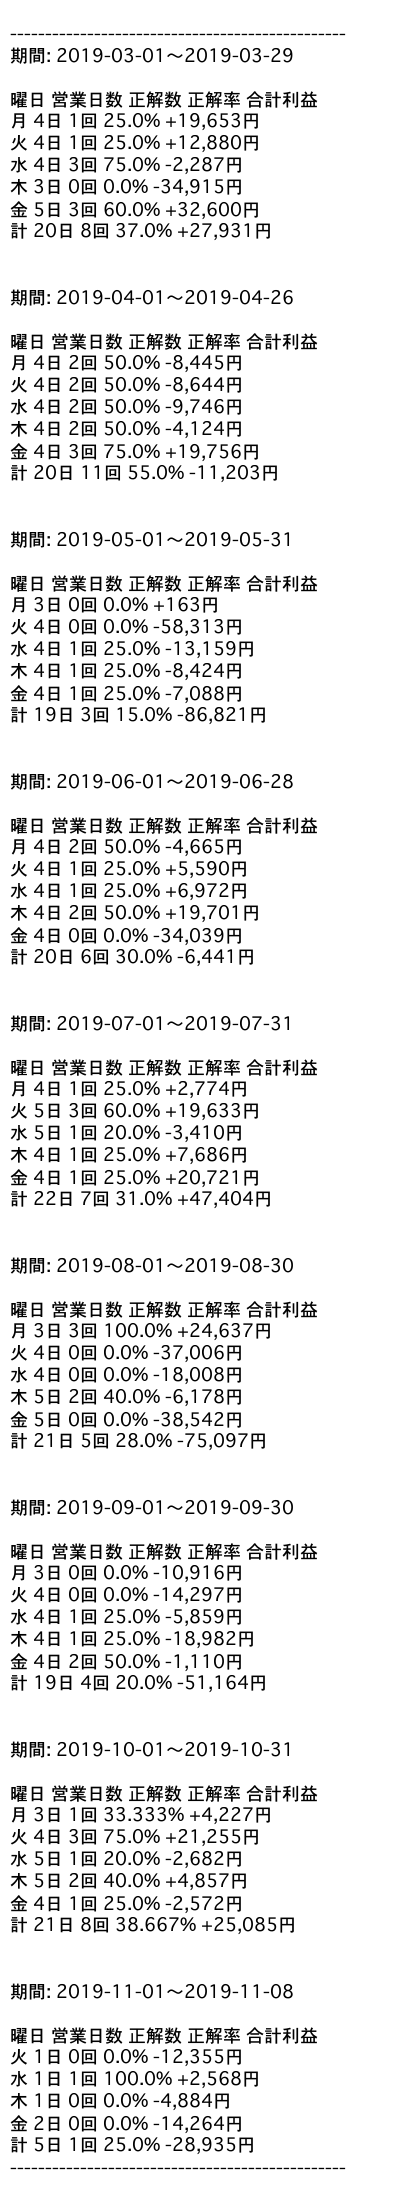 ------------------------------------------------
期間: 2019-03-01～2019-03-29
曜日 営業日数 正解数 正解率 合計利益
月 4日 1回 25.0% +19,653円
火 4日 1回 25.0% +12,880円
水 4日 3回 75.0% -2,287円
木 3日 0回 0.0% -34,915円
金 5日 3回 60.0% +32,600円
計 20日 8回 37.0% +27,931円
期間: 2019-04-01～2019-04-26
曜日 営業日数 正解数 正解率 合計利益
月 4日 2回 50.0% -8,445円
火 4日 2回 50.0% -8,644円
水 4日 2回 50.0% -9,746円
木 4日 2回 50.0% -4,124円
金 4日 3回 75.0% +19,756円
計 20日 11回 55.0% -11,203円
期間: 2019-05-01～2019-05-31
曜日 営業日数 正解数 正解率 合計利益
月 3日 0回 0.0% +163円
火 4日 0回 0.0% -58,313円
水 4日 1回 25.0% -13,159円
木 4日 1回 25.0% -8,424円
金 4日 1回 25.0% -7,088円
計 19日 3回 15.0% -86,821円
期間: 2019-06-01～2019-06-28
曜日 営業日数 正解数 正解率 合計利益
月 4日 2回 50.0% -4,665円
火 4日 1回 25.0% +5,590円
水 4日 1回 25.0% +6,972円
木 4日 2回 50.0% +19,701円
金 4日 0回 0.0% -34,039円
計 20日 6回 30.0% -6,441円
期間: 2019-07-01～2019-07-31
曜日 営業日数 正解数 正解率 合計利益
月 4日 1回 25.0% +2,774円
火 5日 3回 60.0% +19,633円
水 5日 1回 20.0% -3,410円
木 4日 1回 25.0% +7,686円
金 4日 1回 25.0% +20,721円
計 22日 7回 31.0% +47,404円
期間: 2019-08-01～2019-08-30
曜日 営業日数 正解数 正解率 合計利益
月 3日 3回 100.0% +24,637円
火 4日 0回 0.0% -37,006円
水 4日 0回 0.0% -18,008円
木 5日 2回 40.0% -6,178円
金 5日 0回 0.0% -38,542円
計 21日 5回 28.0% -75,097円
期間: 2019-09-01～2019-09-30
曜日 営業日数 正解数 正解率 合計利益
月 3日 0回 0.0% -10,916円
火 4日 0回 0.0% -14,297円
水 4日 1回 25.0% -5,859円
木 4日 1回 25.0% -18,982円
金 4日 2回 50.0% -1,110円
計 19日 4回 20.0% -51,164円
期間: 2019-10-01～2019-10-31
曜日 営業日数 正解数 正解率 合計利益
月 3日 1回 33.333% +4,227円
火 4日 3回 75.0% +21,255円
水 5日 1回 20.0% -2,682円
木 5日 2回 40.0% +4,857円
金 4日 1回 25.0% -2,572円
計 21日 8回 38.667% +25,085円
期間: 2019-11-01～2019-11-08
曜日 営業日数 正解数 正解率 合計利益
火 1日 0回 0.0% -12,355円
水 1日 1回 100.0% +2,568円
木 1日 0回 0.0% -4,884円
金 2日 0回 0.0% -14,264円
計 5日 1回 25.0% -28,935円
------------------------------------------------